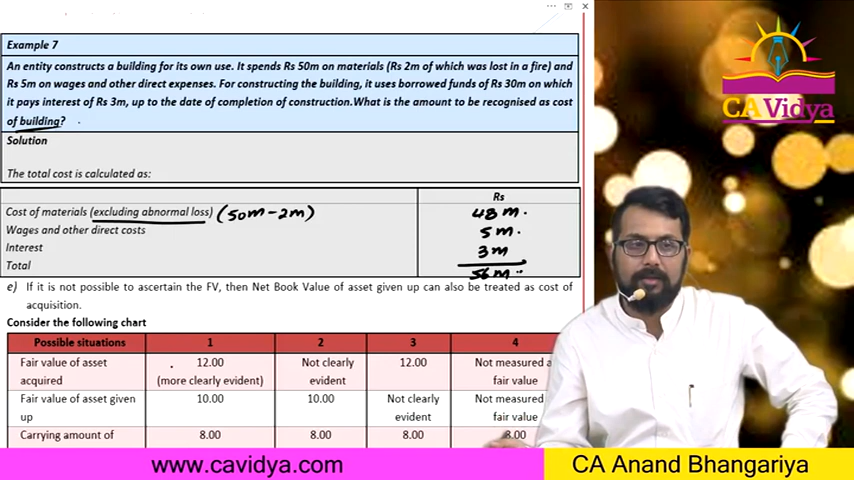 Example 7
An entity constructs a building for its own use. It spends Rs 50m on materials (Rs 2m of which was lost in a fire) and
Rs 5m on wages and other direct expenses. For constructing the building, it uses borrowed funds of Rs 30m on which
it pays interest of Rs 3m, up to the date of completion of construction.What is the amount to be recognised as cost
of building?
Solution
The total cost is calculated as:
Rs
Cost of materials (excluding abnormal loss) (50m-2m) 48m.
Wages and other direct costs 5m.
Interest 3m
Total 56m
e) If it is not possible to ascertain the FV, then Net Book Value of asset given up can also be treated as cost of
acquisition.
Consider the following chart
Possible situations 1 2 3 4
Fair value of asset acquired 12.00 (more clearly evident) Not clearly evident 12.00 Not measured a fair value
Fair value of asset given up 10.00 10.00 Not clearly evident Not measured fair value
Carrying amount of 8.00 8.00 8.00 8.00
CA Vidya
www.cavidya.com
CA Anand Bhangariya